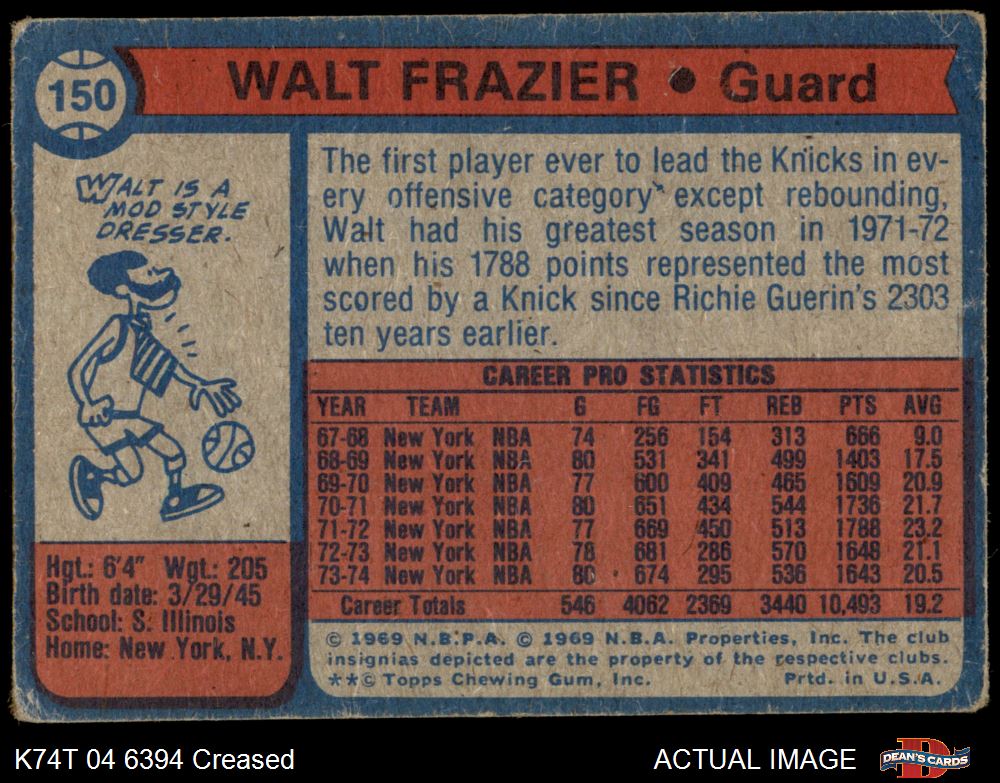 150
WALT FRAZIER • Guard
WALT IS A
MOD STYLE
DRESSER.
The first player ever to lead the Knicks in ev-
ery offensive category except rebounding,
Walt had his greatest season in 1971-72
when his 1788 points represented the most
scored by a Knick since Richie Guerin's 2303
ten years earlier.
CAREER PRO STATISTICS
YEAR TEAM G FG FT REB PTS AVG
67-68 New York NBA 74 256 154 313 666 9.0
68-69 New York NBA 80 531 341 499 1403 17.5
69-70 New York NBA 77 600 409 465 1609 20.9
70-71 New York NBA 80 651 434 544 1736 21.7
71-72 New York NBA 77 669 450 513 1788 23.2
72-73 New York NBA 78 681 286 570 1648 21.1
73-74 New York NBA 80 674 295 536 1643 20.5
Career Totals 546 4062 2369 3440 10,493 19.2
Hgt.: 6'4" Wgt.: 205
Birth date: 3/29/45
School: S. Illinois
Home: New York, N.Y.
© 1969 N.B.P.A. © 1969 N.B.A. Properties, Inc. The club
insignias depicted are the property of the respective clubs.
**© Topps Chewing Gum, Inc. Prtd. in U.S.A.
K74T 04 6394 Creased
ACTUAL IMAGE
D
DEAN'S CARDS